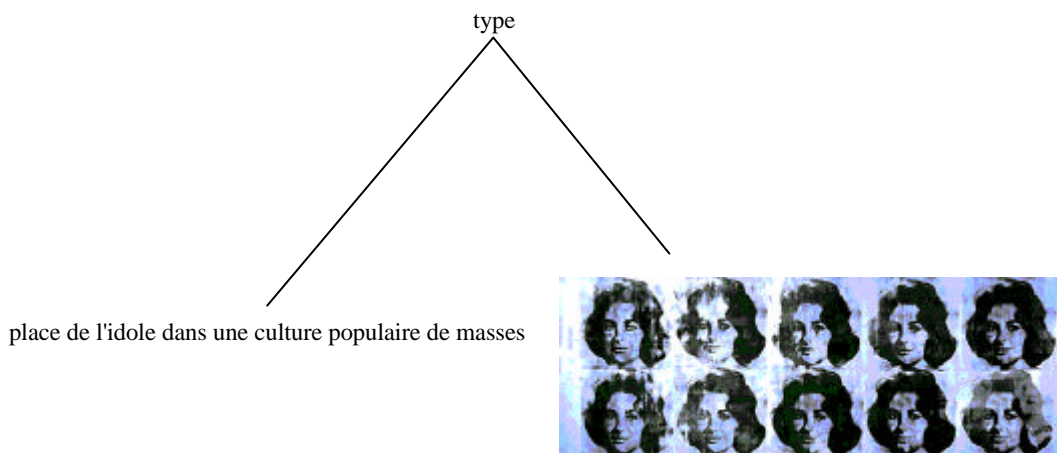 type
place de l'idole dans une culture populaire de masses